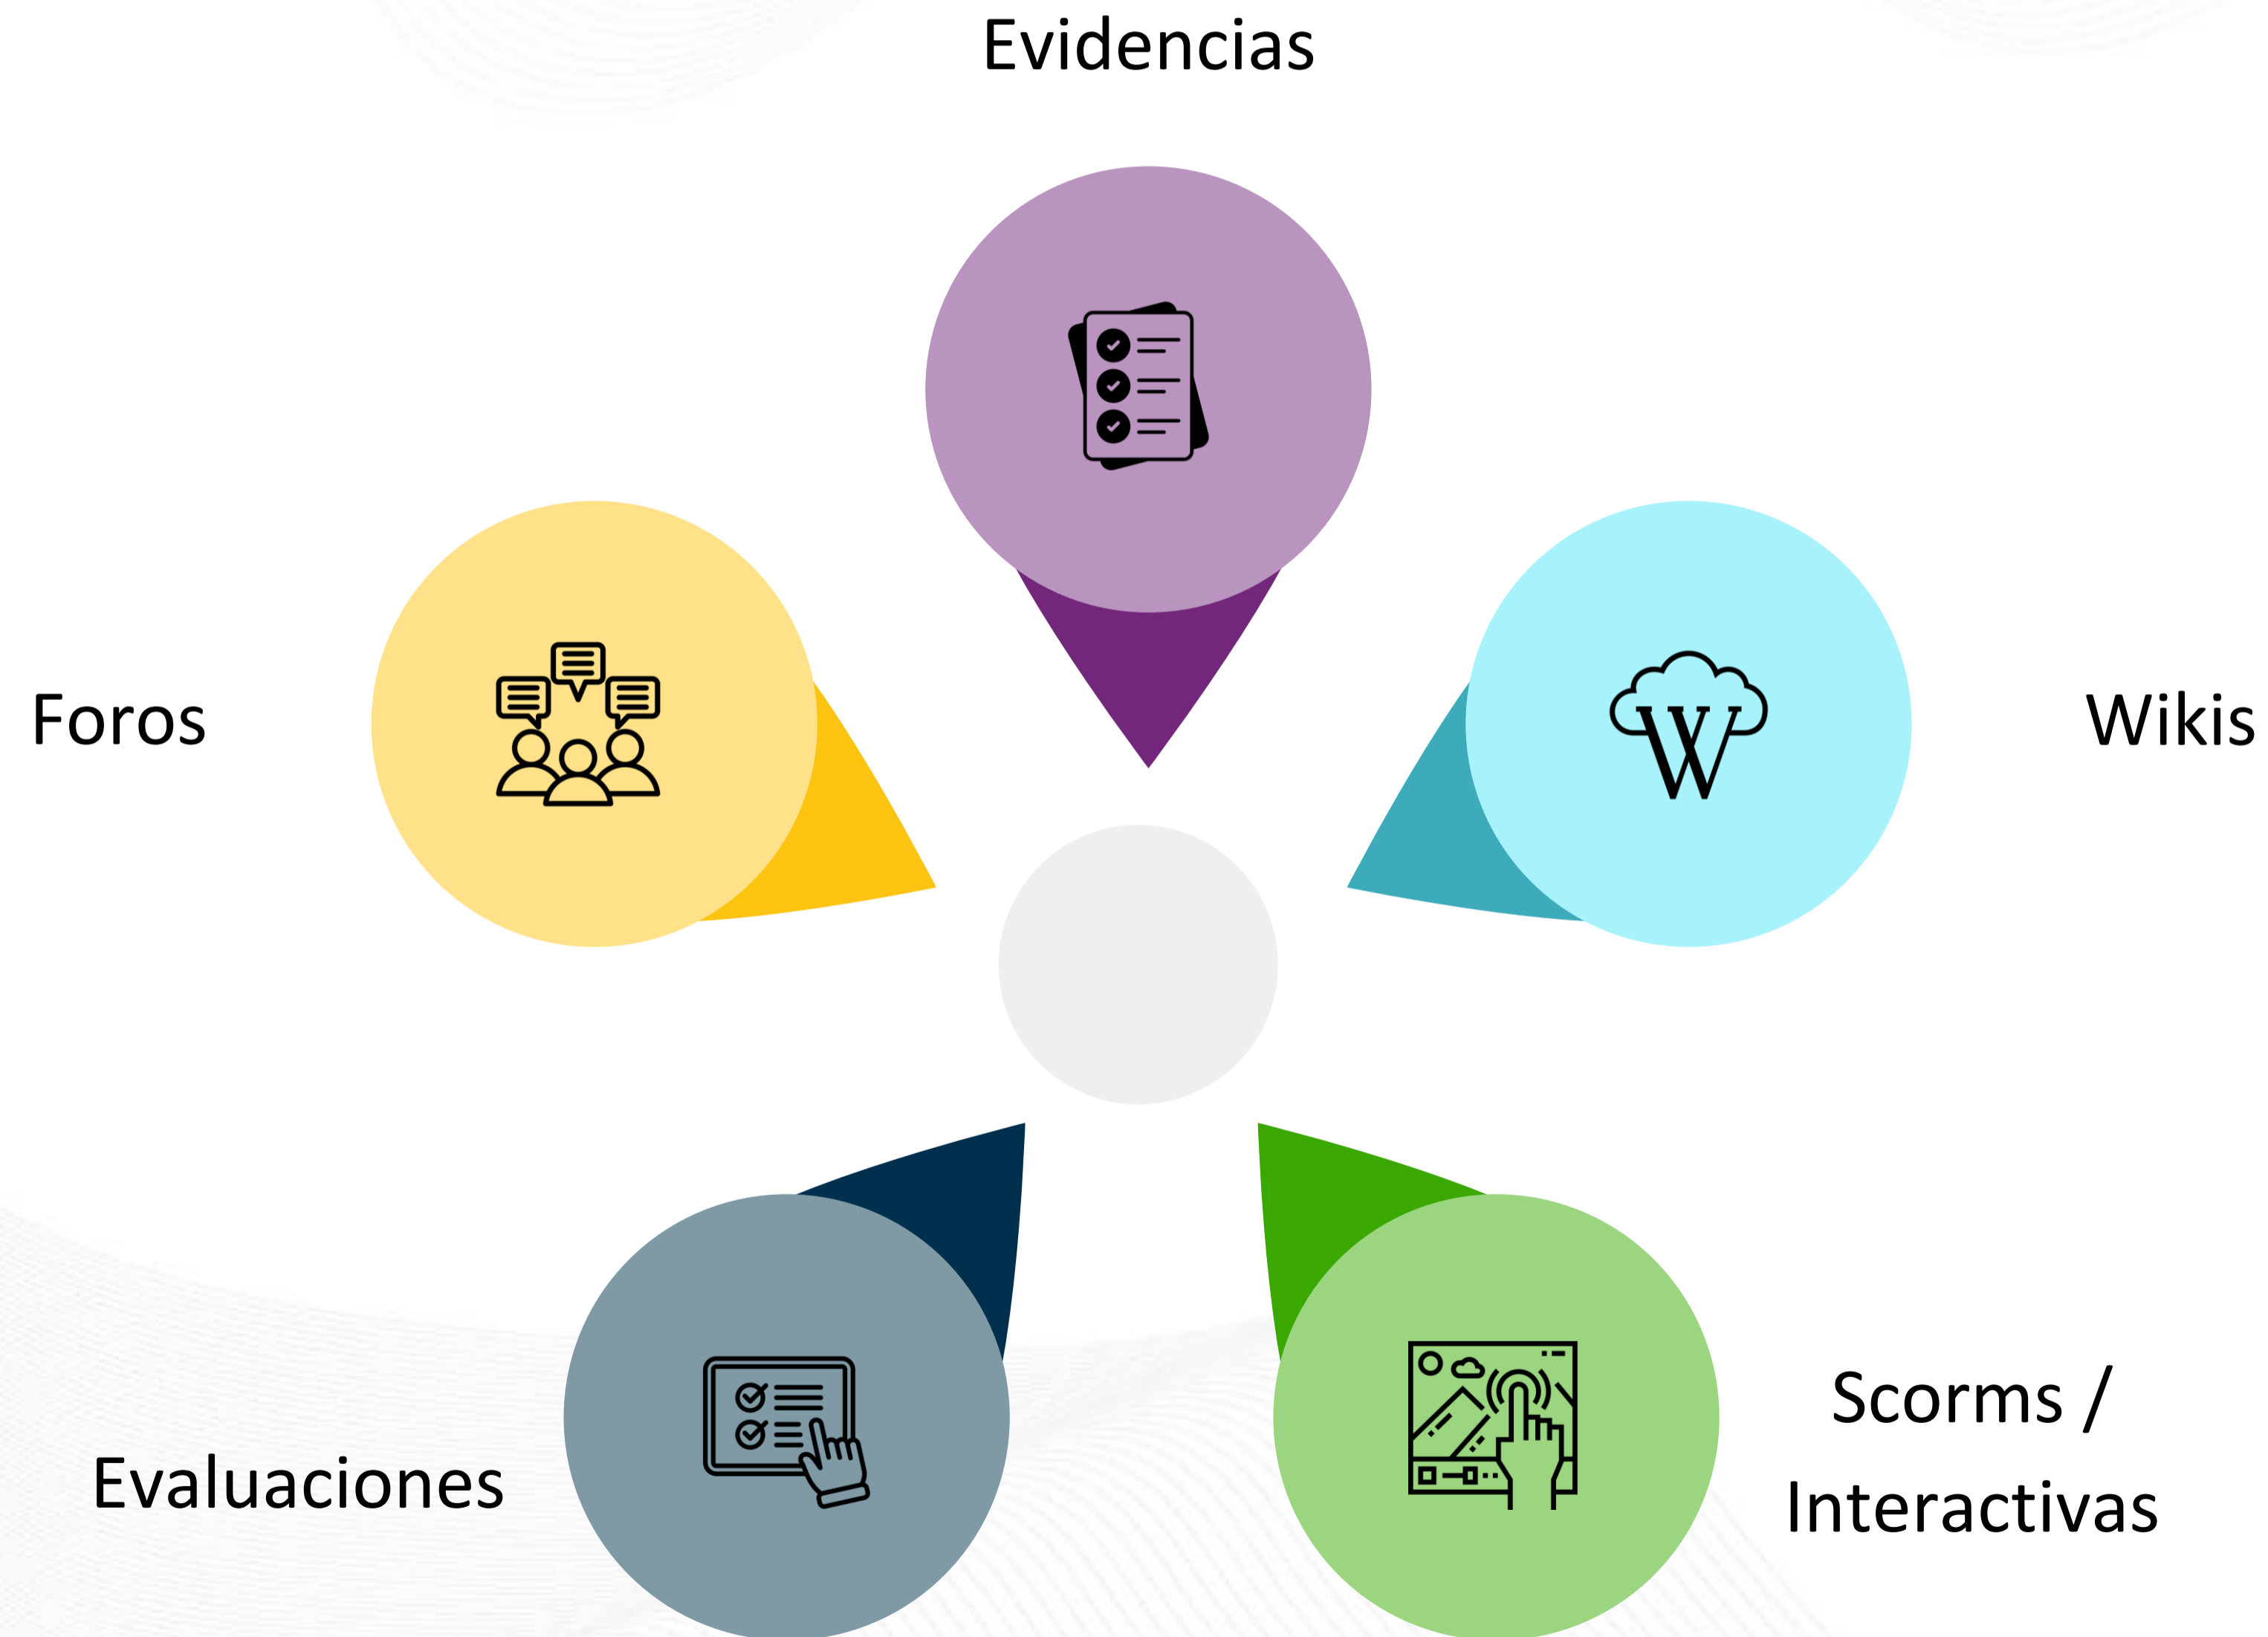 Evidencias
Foros
W
Wikis
Scorms /
Interactivas
Evaluaciones